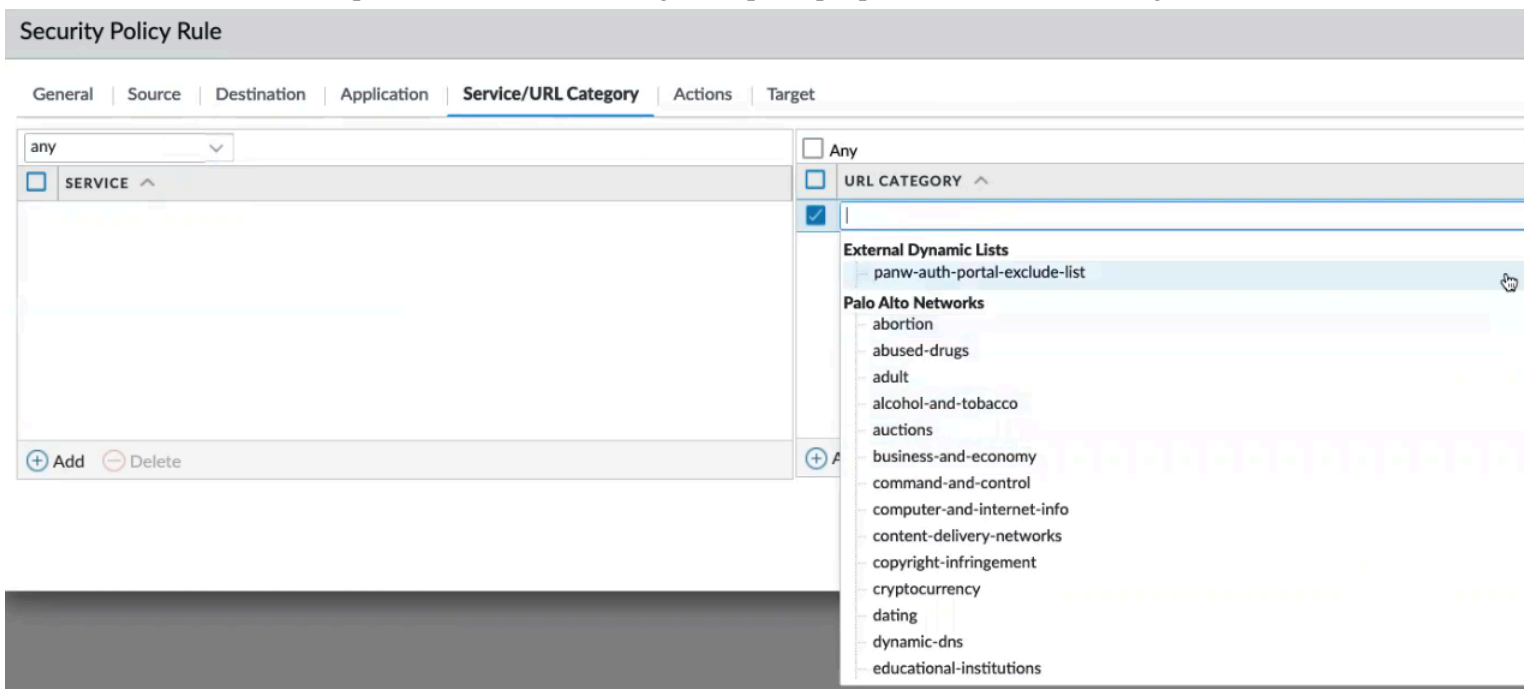 Security Policy Rule
General | Source | Destination | Application | Service/URL Category | Actions | Target
any
Any
SERVICE
URL CATEGORY
External Dynamic Lists
panw-auth-portal-exclude-list
Palo Alto Networks
abortion
abused-drugs
adult
alcohol-and-tobacco
auctions
business-and-economy
command-and-control
computer-and-internet-info
content-delivery-networks
copyright-infringement
cryptocurrency
dating
dynamic-dns
educational-institutions
Add Delete
A